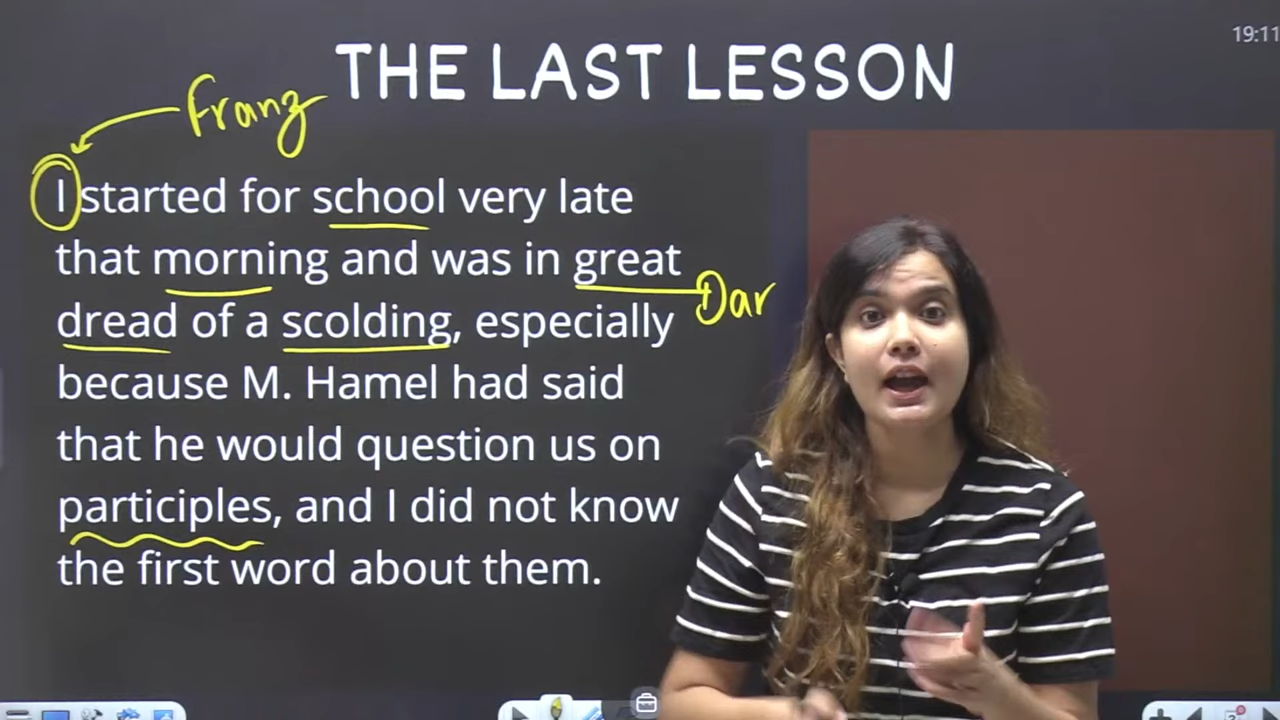 19:11
THE LAST LESSON
Franz
I started for school very late
that morning and was in great
Dar
dread of a scolding, especially
because M. Hamel had said
that he would question us on
participles, and I did not know
the first word about them.